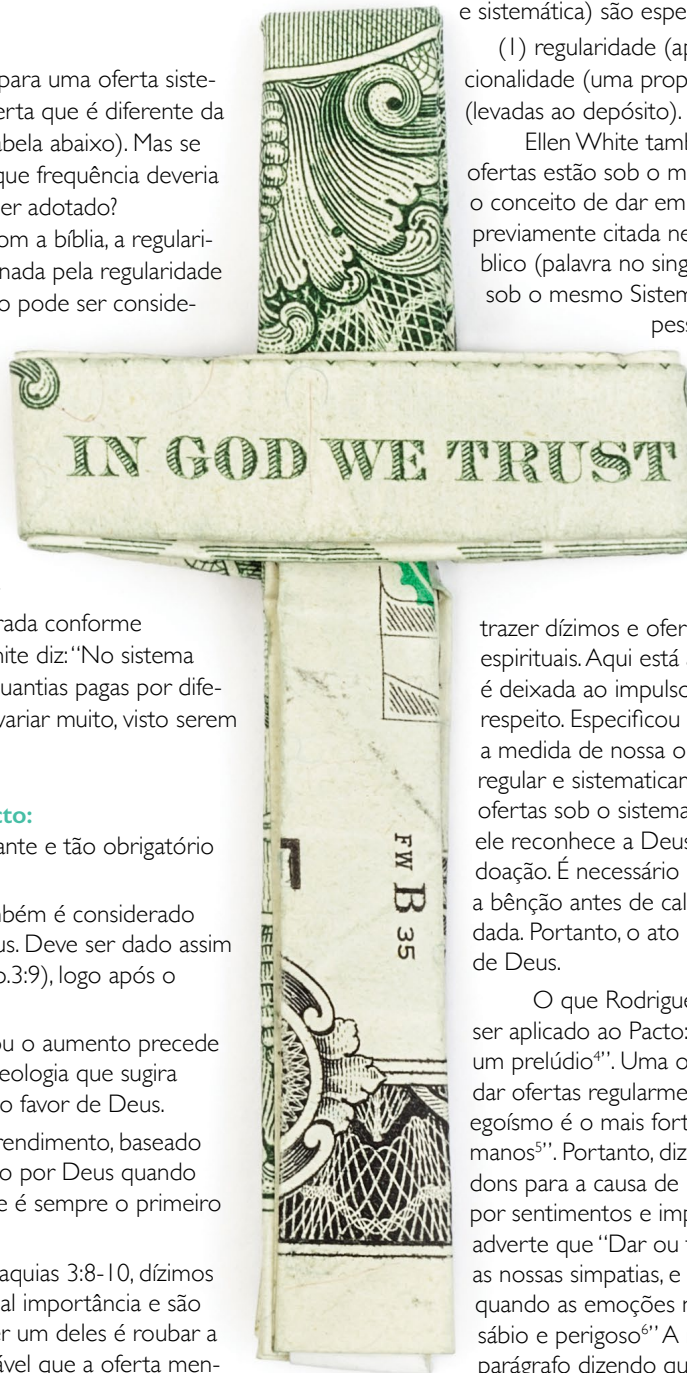 para uma oferta siste-
erta que é diferente da
abela abaixo). Mas se
que frequência deveria
er adotado?
om a bíblia, a regulari-
nada pela regularidade
o pode ser conside-
rada conforme
nite diz: “No sistema
uantias pagas por dife-
variar muito, visto serem
cto:
ante e tão obrigatório
mbém é considerado
us. Deve ser dado assim
o.3:9), logo após o
ou o aumento precede
eologia que sugira
o favor de Deus.
rendimento, baseado
o por Deus quando
e é sempre o primeiro
aquias 3:8-10, dízimos
al importância e são
er um deles é roubar a
ável que a oferta men-
IN GOD WE TRUST
FW B 35
e sistemática) são espe
(1) regularidade (ap
cionalidade (uma prop
(levadas ao depósito).
Ellen White tamb
ofertas estão sob o m
o conceito de dar em
previamente citada ne
blico (palavra no sing
sob o mesmo Sistem
pess
trazer dízimos e ofer
espirituais. Aqui está a
é deixada ao impulso
respeito. Especificou
a medida de nossa o
regular e sistematicar
ofertas sob o sistema
ele reconhece a Deus
doação. É necessário
a bênção antes de cal
dada. Portanto, o ato
de Deus.
O que Rodrigue
ser aplicado ao Pacto:
um prelúdio⁴”. Uma o
dar ofertas regularme
egoísmo é o mais fort
manos⁵”. Portanto, diz
dons para a causa de
por sentimentos e imp
adverte que “Dar ou t
as nossas simpatias, e
quando as emoções r
sábio e perigoso⁶” A
parágrafo dizendo qu